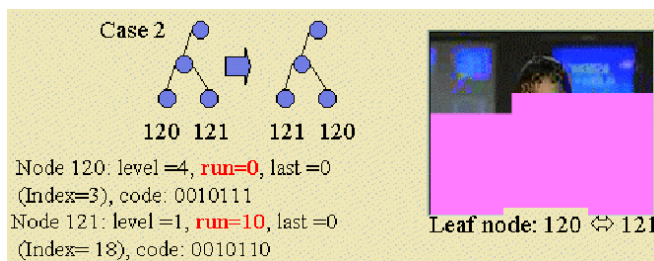 Case 2
120 121 121 120
Node 120: level =4, run=0, last =0
(Index=3), code: 0010111
Node 121: level =1, run=10, last =0
(Index= 18), code: 0010110
Leaf node: 120 ⇔ 121